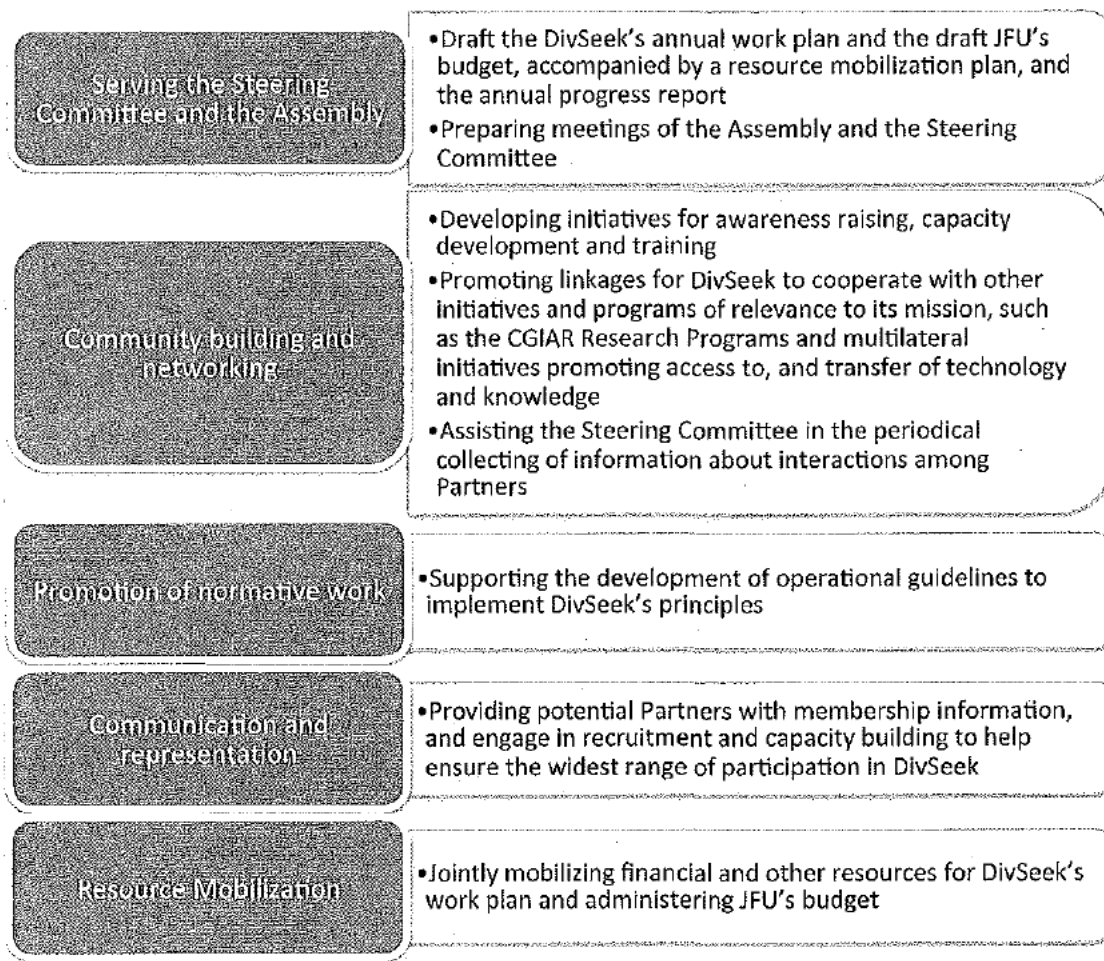 Serving the Steering
Committee and the Assembly
•Draft the DivSeek's annual work plan and the draft JFU's
budget, accompanied by a resource mobilization plan, and
the annual progress report
•Preparing meetings of the Assembly and the Steering
Committee
Community building and
networking
•Developing initiatives for awareness raising, capacity
development and training
•Promoting linkages for DivSeek to cooperate with other
initiatives and programs of relevance to its mission, such
as the CGIAR Research Programs and multilateral
initiatives promoting access to, and transfer of technology
and knowledge
•Assisting the Steering Committee in the periodical
collecting of information about interactions among
Partners
Promotion of normative work
•Supporting the development of operational guidelines to
implement DivSeek's principles
Communication and
representation
•Providing potential Partners with membership information,
and engage in recruitment and capacity building to help
ensure the widest range of participation in DivSeek
Resource Mobilization
•Jointly mobilizing financial and other resources for DivSeek's
work plan and administering JFU's budget